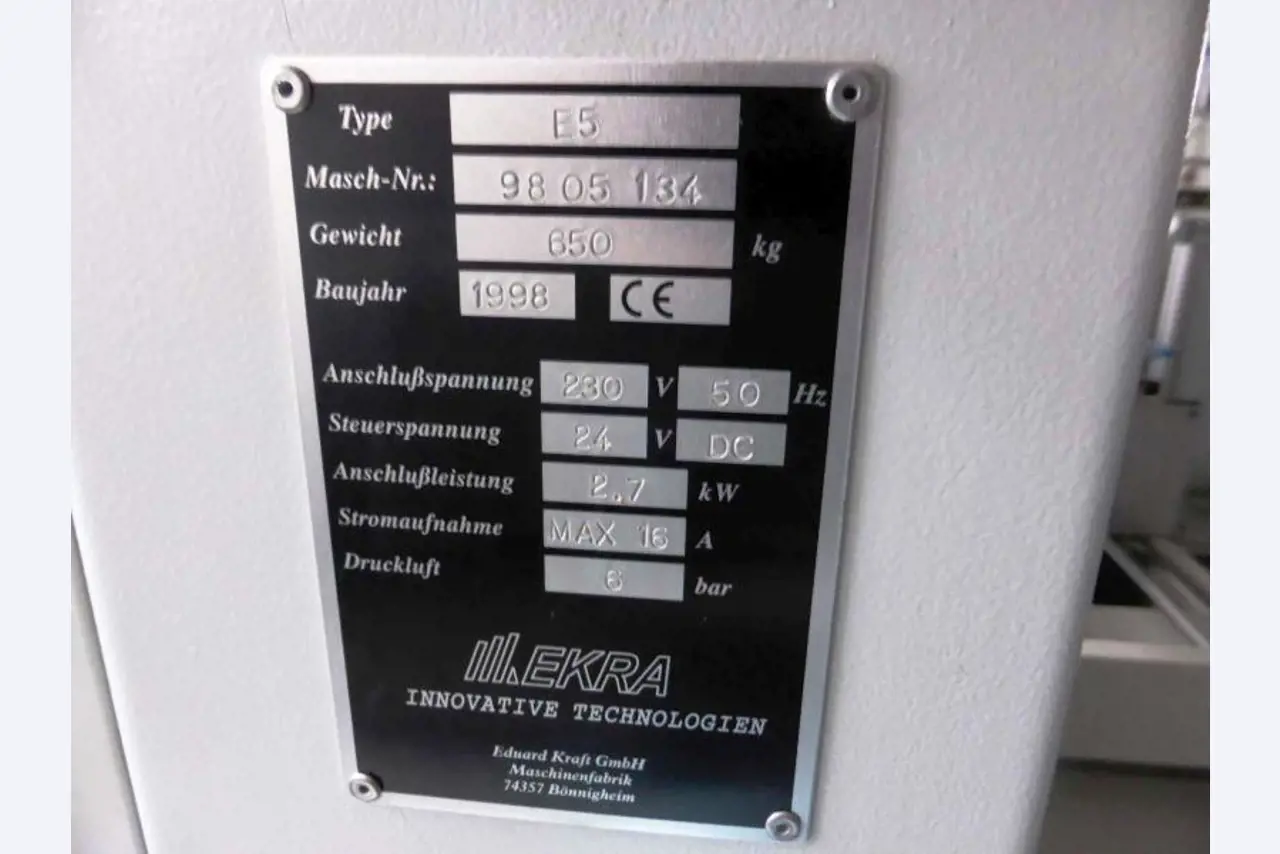 Type E5
Masch-Nr.: 98 05 134
Gewicht 650 kg
Baujahr 1998 CE
Anschlußspannung 230 V 50 Hz
Steuerspannung 24 V DC
Anschlußleistung 2.7 kW
Stromaufnahme MAX 16 A
Druckluft 6 bar
EKRA
INNOVATIVE TECHNOLOGIEN
Eduard Kraft GmbH
Maschinenfabrik
74357 Bönnigheim